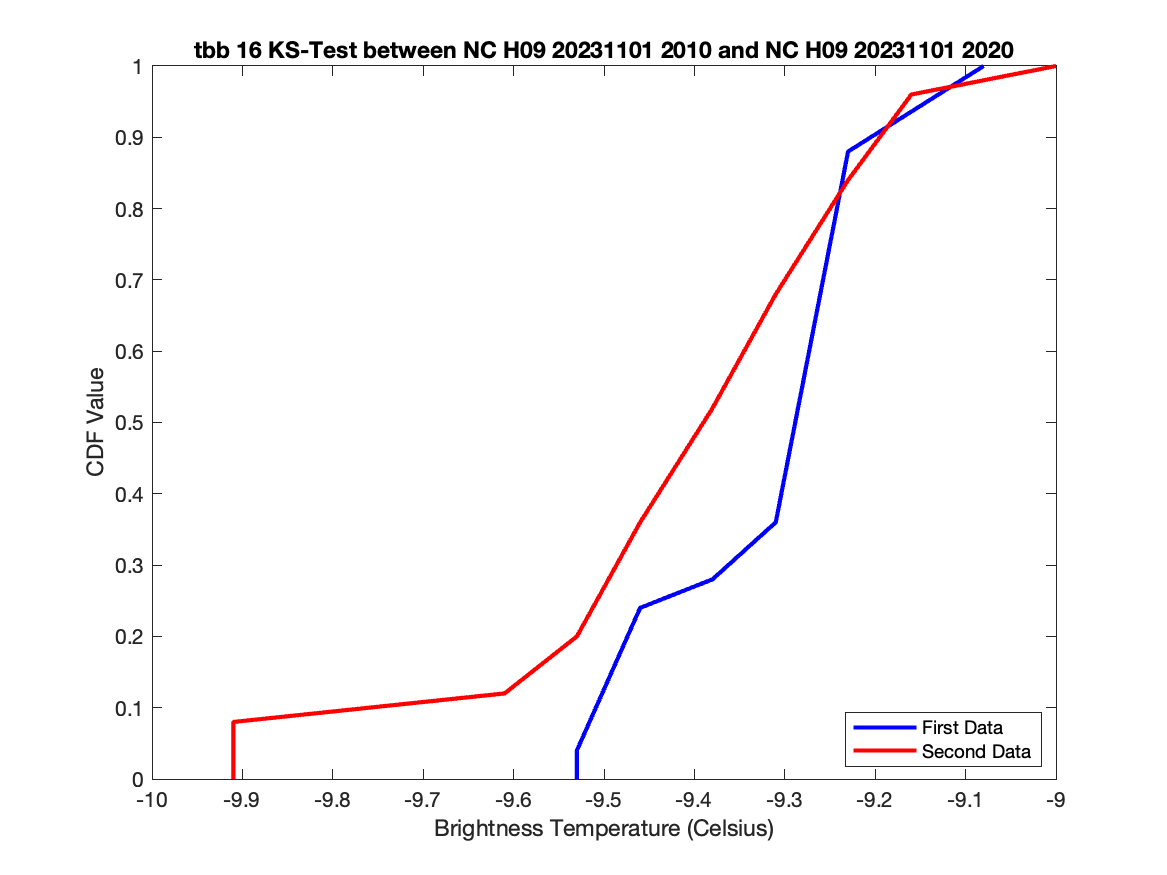 tbb 16 KS-Test between NC H09 20231101 2010 and NC H09 20231101 2020
1
0.9
0.8
0.7
0.6
0.5
0.4
0.3
0.2
0.1
0
CDF Value
First Data
Second Data
-10 -9.9 -9.8 -9.7 -9.6 -9.5 -9.4 -9.3 -9.2 -9.1 -9
Brightness Temperature (Celsius)